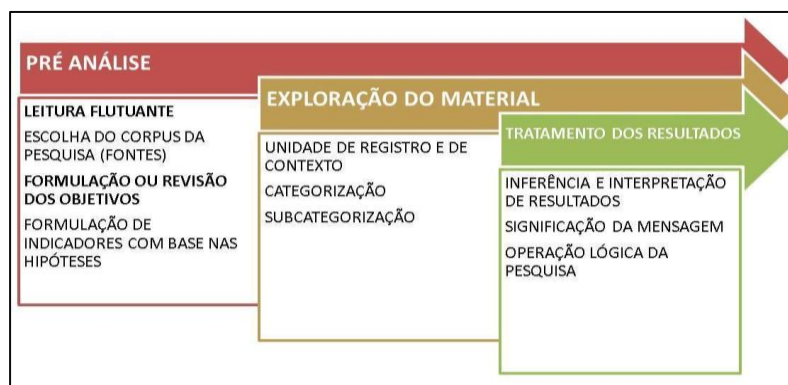 PRÉ ANÁLISE
LEITURA FLUTUANTE
ESCOLHA DO CORPUS DA
PESQUISA (FONTES)
FORMULAÇÃO OU REVISÃO
DOS OBJETIVOS
FORMULAÇÃO DE
INDICADORES COM BASE NAS
HIPÓTESES
EXPLORAÇÃO DO MATERIAL
UNIDADE DE REGISTRO E DE
CONTEXTO
CATEGORIZAÇÃO
SUBCATEGORIZAÇÃO
TRATAMENTO DOS RESULTADOS
INFERÊNCIA E INTERPRETAÇÃO
DE RESULTADOS
SIGNIFICAÇÃO DA MENSAGEM
OPERAÇÃO LÓGICA DA
PESQUISA